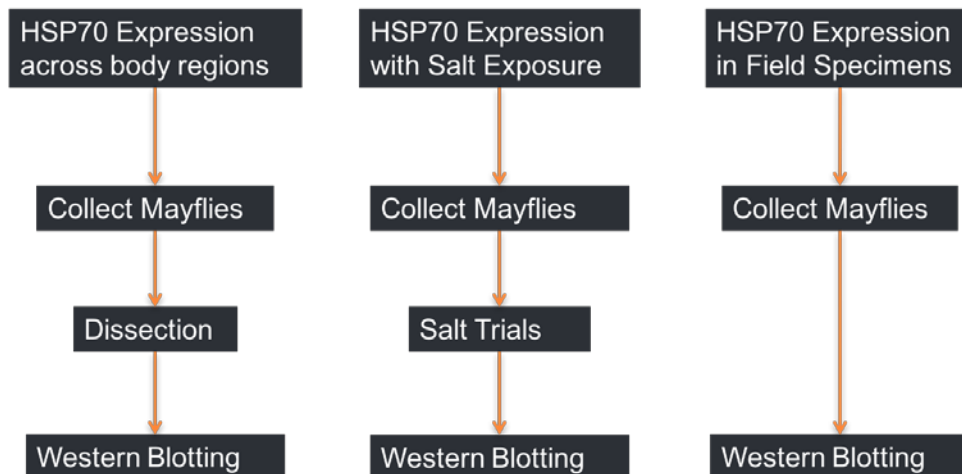 HSP70 Expression
across body regions
HSP70 Expression
with Salt Exposure
HSP70 Expression
in Field Specimens
Collect Mayflies
Collect Mayflies
Collect Mayflies
Dissection
Salt Trials
Western Blotting
Western Blotting
Western Blotting